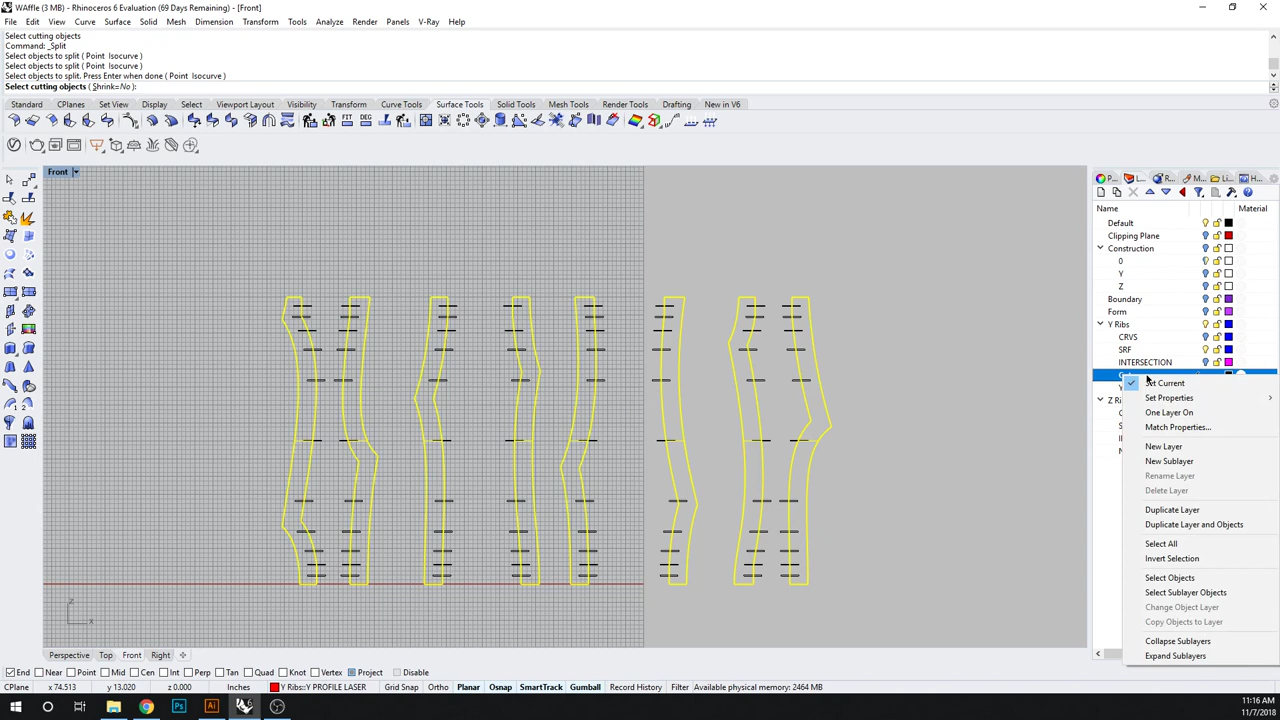 WAffle (3 MB) - Rhinoceros 6 Evaluation (69 Days Remaining) - [Front]
File Edit View Curve Surface Solid Mesh Dimension Transform Tools Analyze Render Panels V-Ray Help
Select cutting objects
Command: _Split
Select objects to split ( Point Isocurve )
Select objects to split ( Point Isocurve )
Select objects to split. Press Enter when done ( Point Isocurve )
Select cutting objects ( Shrink=No ):
Standard CPlanes Set View Display Select Viewport Layout Visibility Transform Curve Tools Surface Tools Solid Tools Mesh Tools Render Tools Drafting New in V6
FIT DEG
Front
P... L... R... M... Li... H...
Name Material
Default
Clipping Plane
Construction
0
Y
Z
Boundary
Form
Y Ribs
CRVS
SRF
INTERSECTION
Set Current
Set Properties
Z Ri
One Layer On
Match Properties...
New Layer
New Sublayer
Rename Layer
Delete Layer
Duplicate Layer
Duplicate Layer and Objects
Select All
Invert Selection
Select Objects
Select Sublayer Objects
Change Object Layer
Copy Objects to Layer
Collapse Sublayers
Expand Sublayers
z
x
Perspective Top Front Right
End Near Point Mid Cen Int Perp Tan Quad Knot Vertex Project Disable
CPlane x 74.513 y 13.020 z 0.000 Inches Y Ribs::Y PROFILE LASER Grid Snap Ortho Planar Osnap SmartTrack Gumball Record History Filter Available physical memory: 2464 MB
Ps Ai
11:16 AM
11/7/2018